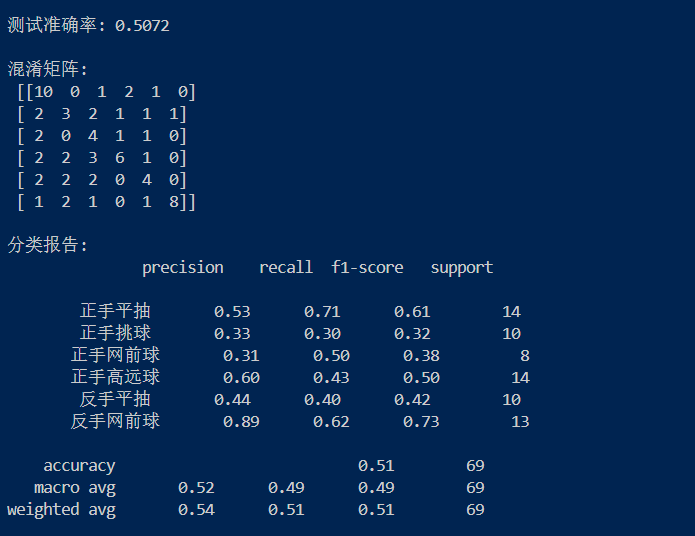 测试准确率: 0.5072
混淆矩阵:
[[10 0 1 2 1 0]
[ 2 3 2 1 1 1]
[ 2 0 4 1 1 0]
[ 2 2 3 6 1 0]
[ 2 2 2 0 4 0]
[ 1 2 1 0 1 8]]
分类报告:
precision recall f1-score support
正手平抽 0.53 0.71 0.61 14
正手挑球 0.33 0.30 0.32 10
正手网前球 0.31 0.50 0.38 8
正手高远球 0.60 0.43 0.50 14
反手平抽 0.44 0.40 0.42 10
反手网前球 0.89 0.62 0.73 13
accuracy 0.51 69
macro avg 0.52 0.49 0.49 69
weighted avg 0.54 0.51 0.51 69